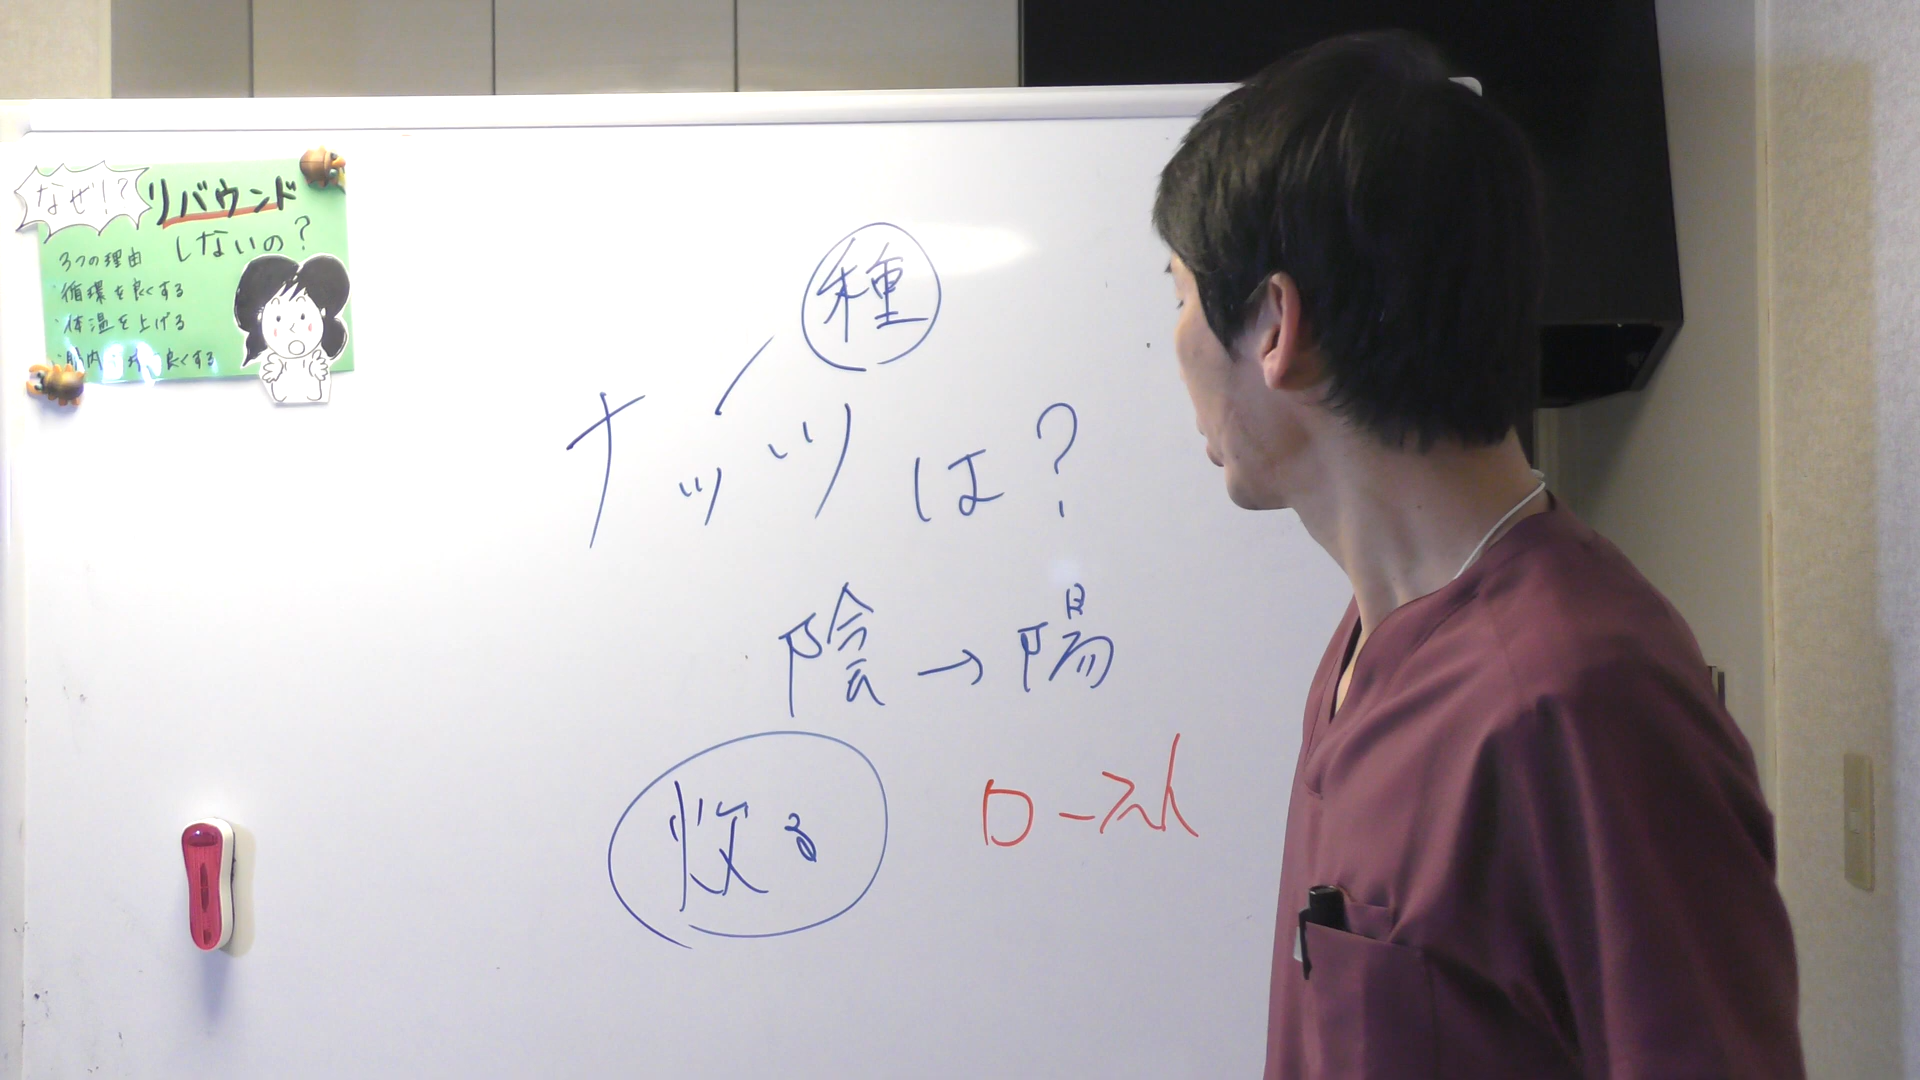 なぜ!?
リバウンド
しないの?
3つの理由
・循環を良くする
・体温を上げる
・腸内 良くする
種
ナッツは?
陰→陽
炒る
ロースト